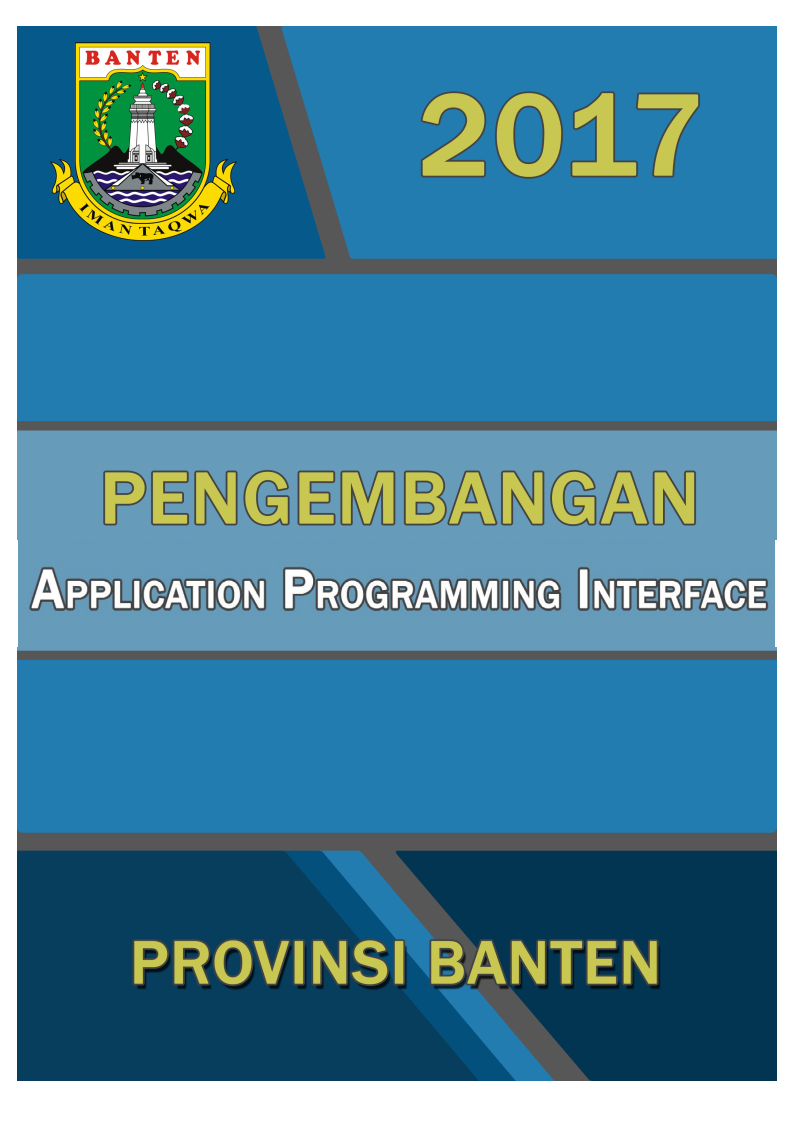 BANTEN
IMAN TAQWA
2017
PENGEMBANGAN
APPLICATION PROGRAMMING INTERFACE
PROVINSI BANTEN